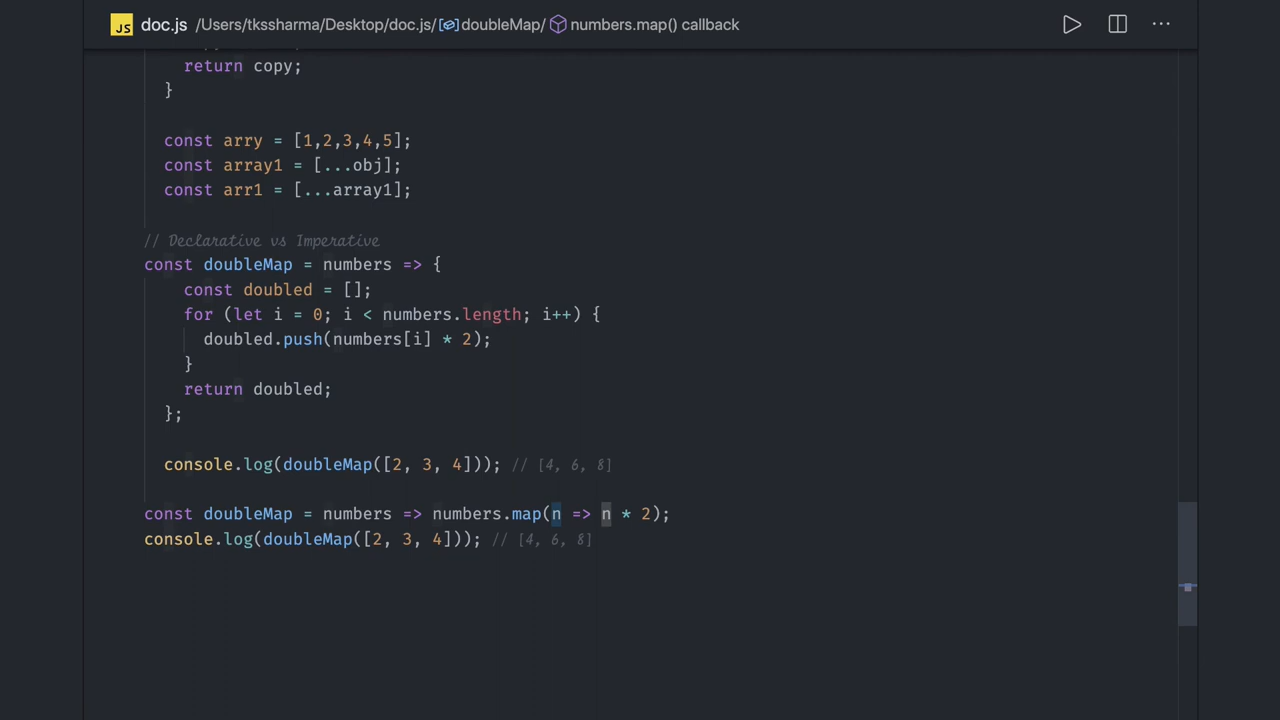 JS doc.js /Users/tkssharma/Desktop/doc.js/doubleMap/numbers.map() callback
return copy;
}
const arry = [1,2,3,4,5];
const array1 = [...obj];
const arr1 = [...array1];
// Declarative vs Imperative
const doubleMap = numbers => {
const doubled = [];
for (let i = 0; i < numbers.length; i++) {
doubled.push(numbers[i] * 2);
}
return doubled;
};
console.log(doubleMap([2, 3, 4])); // [4, 6, 8]
const doubleMap = numbers => numbers.map(n => n * 2);
console.log(doubleMap([2, 3, 4])); // [4, 6, 8]